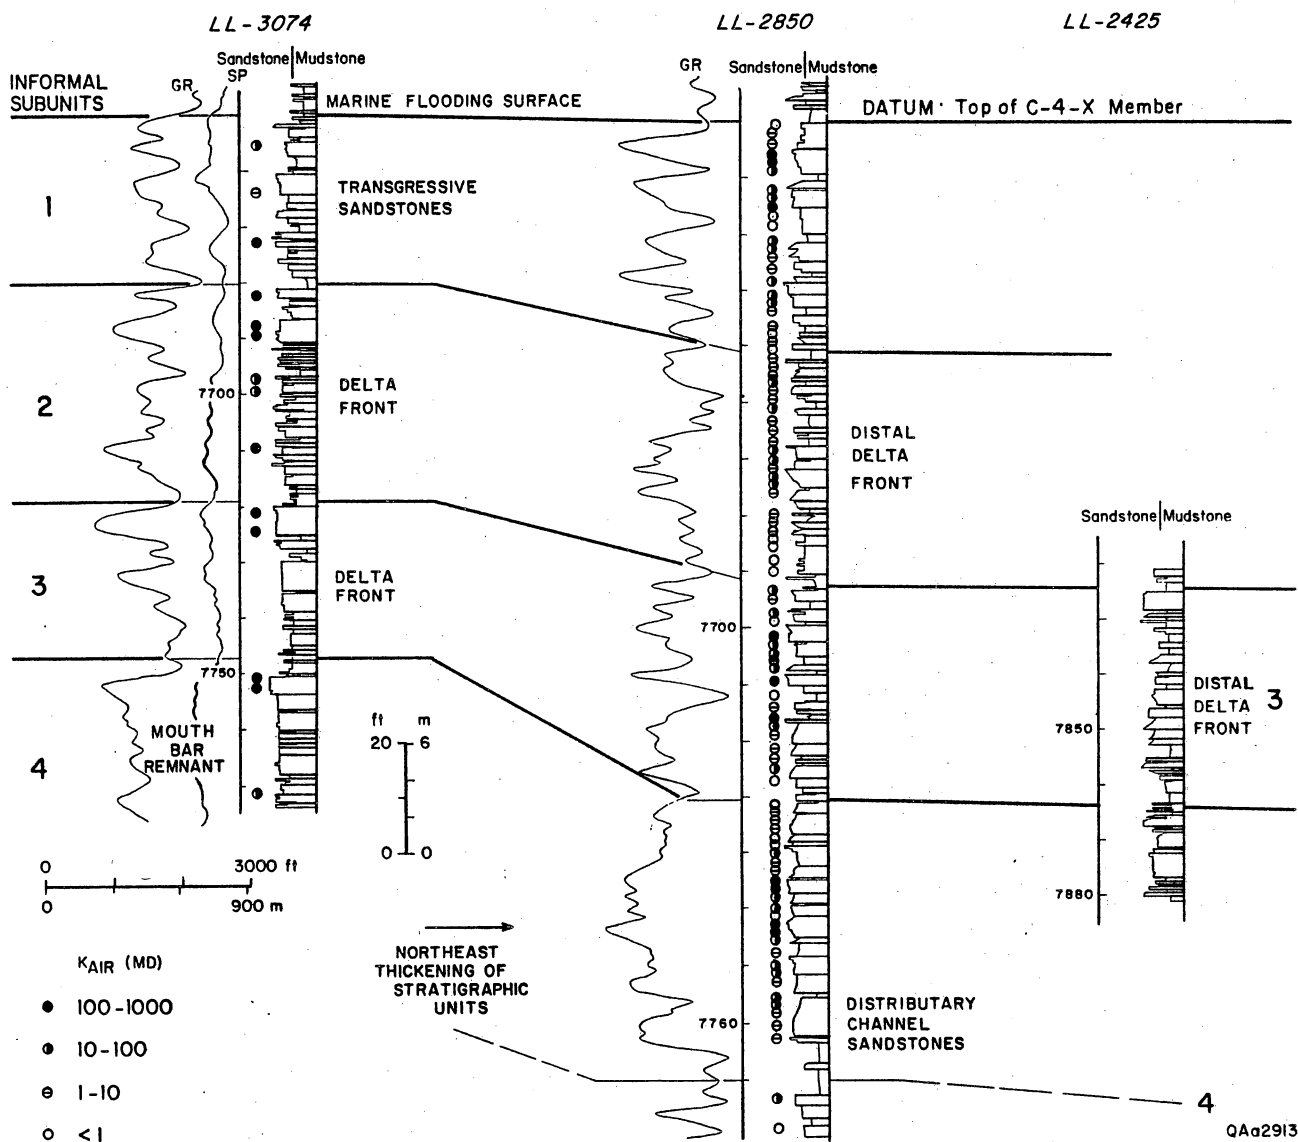 LL-3074
LL-2850
LL-2425
Sandstone|Mudstone
GR
SP
GR
Sandstone|Mudstone
INFORMAL
SUBUNITS
MARINE FLOODING SURFACE
DATUM: Top of C-4-X Member
1
TRANSGRESSIVE
SANDSTONES
2
7700
DELTA
FRONT
DISTAL
DELTA
FRONT
Sandstone|Mudstone
3
DELTA
FRONT
7700
7750
DISTAL
DELTA
FRONT
3
7850
MOUTH
BAR
REMNANT
4
ft m
20 6
0 0
7880
0 3000 ft
0 900 m
NORTHEAST
THICKENING OF
STRATIGRAPHIC
UNITS
KAIR (MD)
100-1000
10-100
1-10
<1
7760
DISTRIBUTARY
CHANNEL
SANDSTONES
4
QAa2913